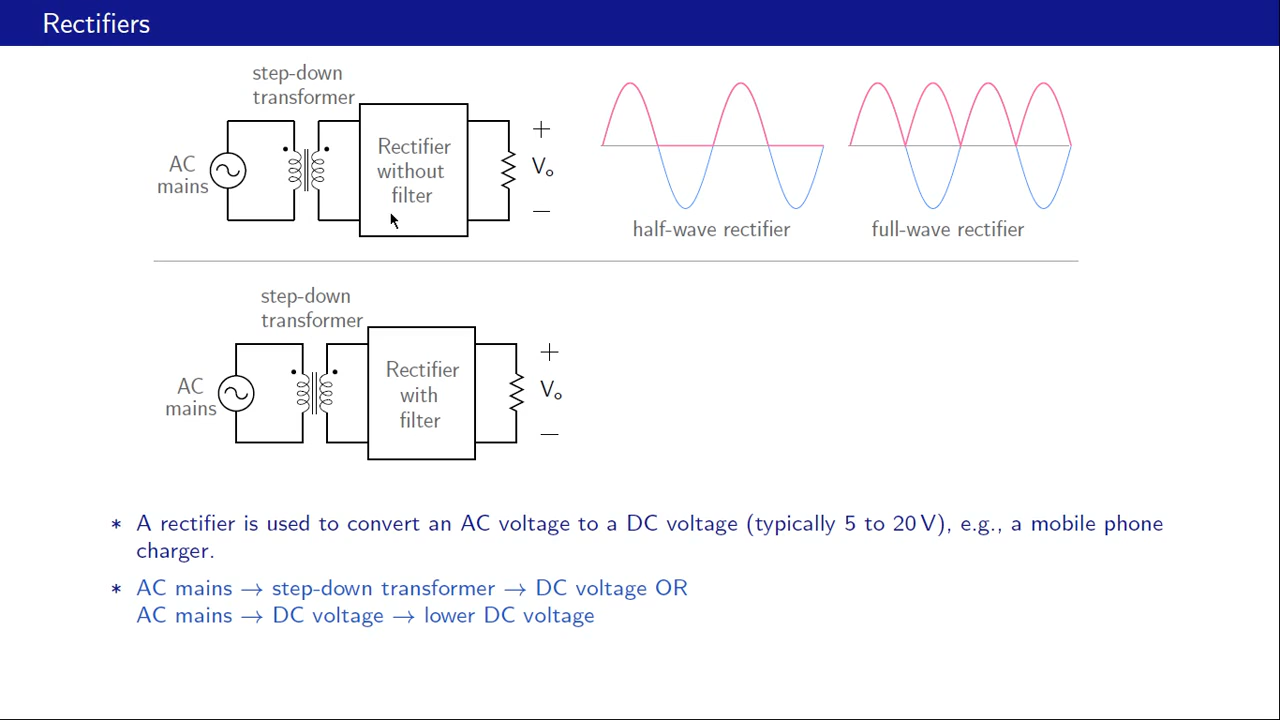 Rectifiers
step-down
transformer
AC
mains
Rectifier
without
filter
+
Vo
−
half-wave rectifier
full-wave rectifier
step-down
transformer
AC
mains
Rectifier
with
filter
+
Vo
−
* A rectifier is used to convert an AC voltage to a DC voltage (typically 5 to 20 V), e.g., a mobile phone
charger.
* AC mains → step-down transformer → DC voltage OR
AC mains → DC voltage → lower DC voltage